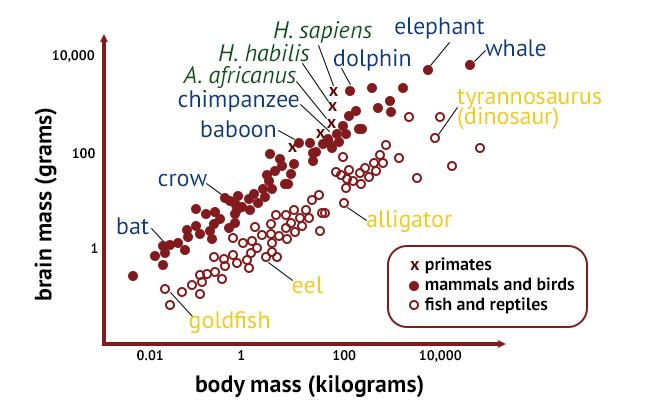 H. sapiens
elephant
H. habilis
whale
dolphin
10,000
A. africanus
chimpanzee
tyrannosaurus
(dinosaur)
baboon
100
crow
alligator
bat
1
x primates
mammals and birds
eel
fish and reptiles
goldfish
brain mass (grams)
0.01 1 100 10,000
body mass (kilograms)